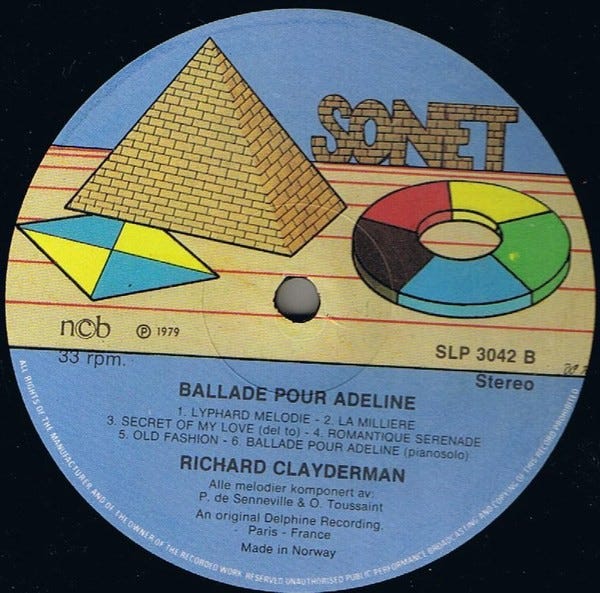 SONET
ncb ℗ 1979
33 rpm.
SLP 3042 B
Stereo
BALLADE POUR ADELINE
1. LYPHARD MELODIE - 2. LA MILLIERE
3. SECRET OF MY LOVE (del to) - 4. ROMANTIQUE SERENADE
5. OLD FASHION - 6. BALLADE POUR ADELINE (pianosolo)
RICHARD CLAYDERMAN
Alle melodier komponert av:
P. de Senneville & O. Toussaint
An original Delphine Recording.
- Paris - France
Made in Norway
ALL RIGHTS OF THE MANUFACTURER AND OF THE OWNER OF THE RECORDED WORK RESERVED UNAUTHORISED PUBLIC PERFORMANCE BROADCASTING AND COPYING OF THIS RECORD PROHIBITED